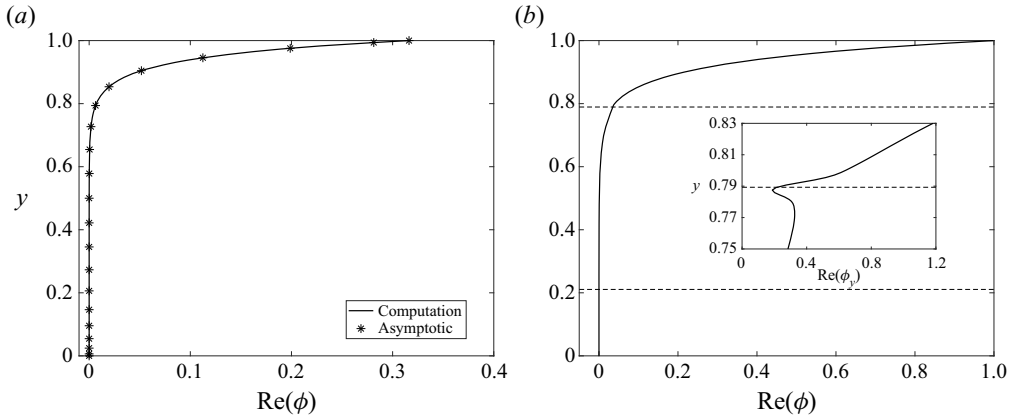 (a)
1.0
0.8
0.6
y
0.4
0.2
0
0 0.1 0.2 0.3 0.4
Re(ϕ)
Computation
Asymptotic
(b)
1.0
0.8
0.6
0.4
0.2
0
0 0.2 0.4 0.6 0.8 1.0
Re(ϕ)
0.83
0.81
y 0.79
0.77
0.75
0 0.4 0.8 1.2
Re(ϕ_y)